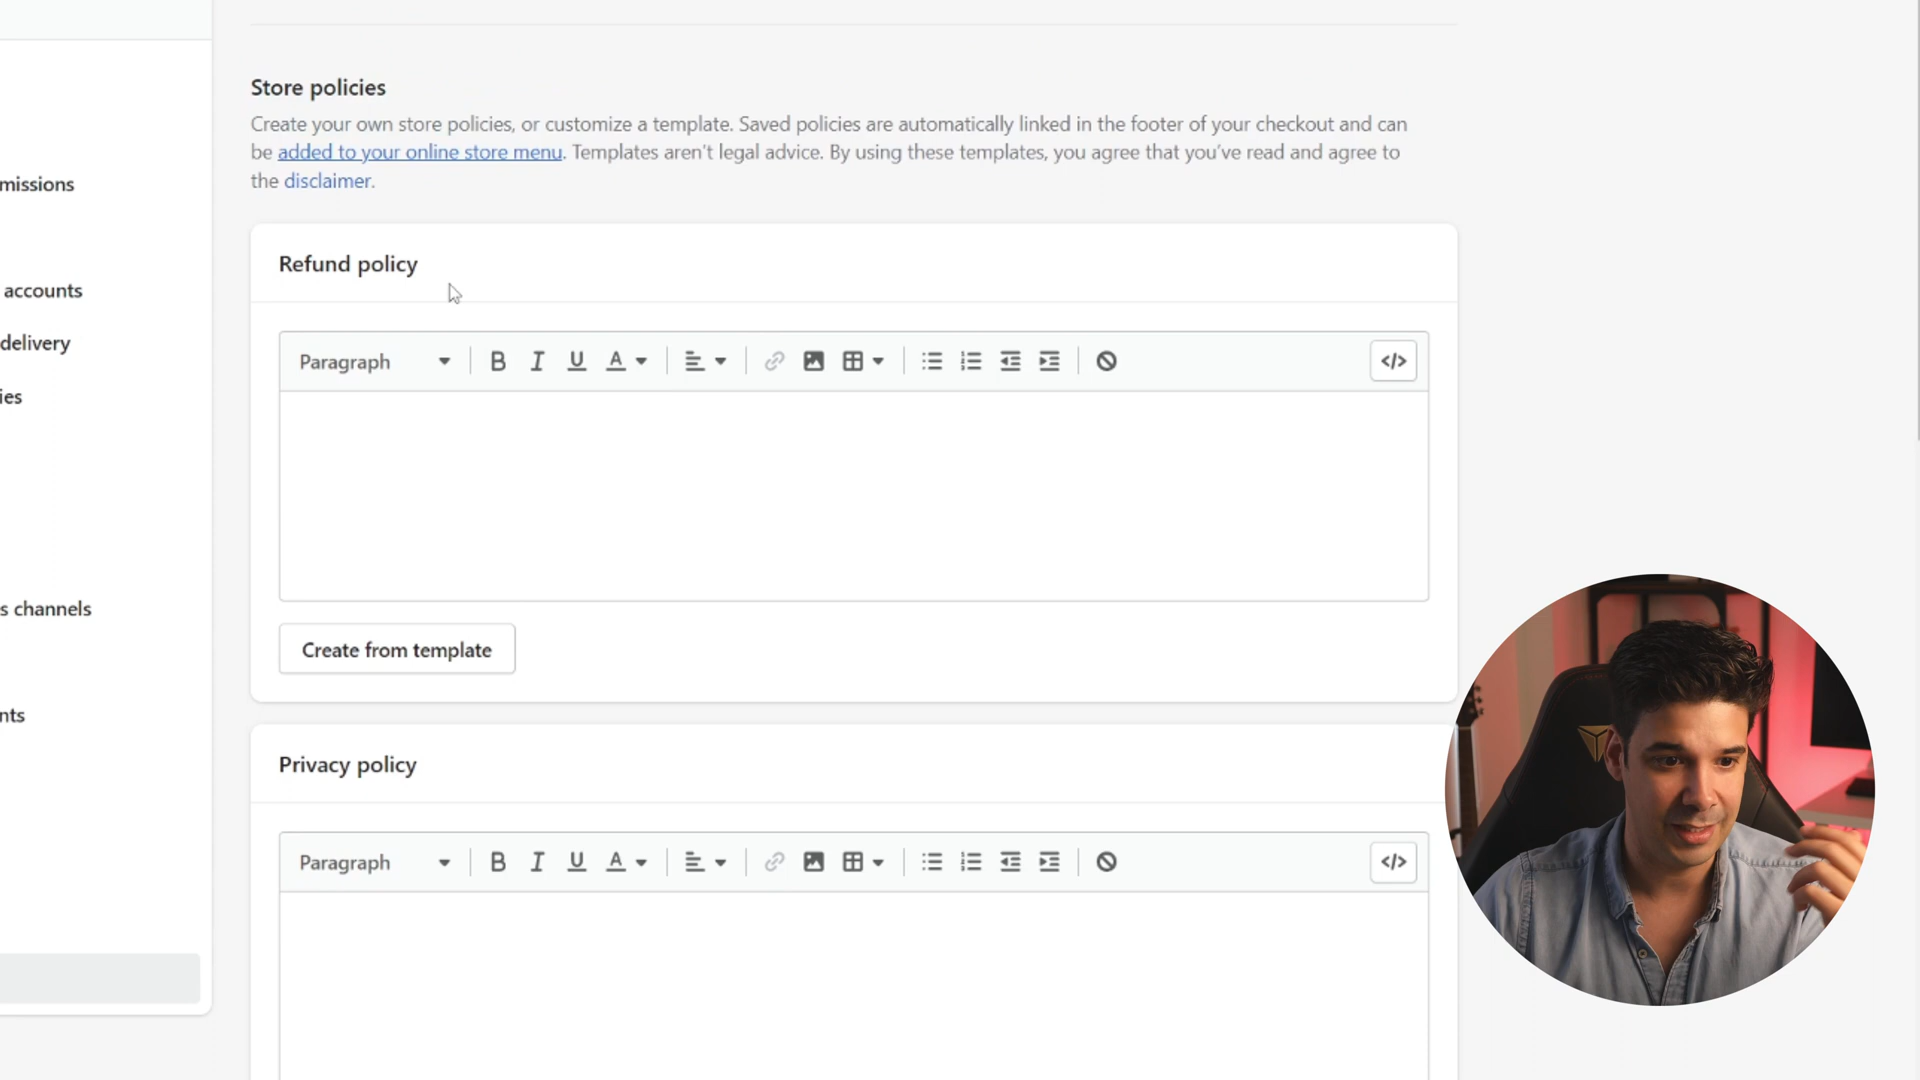 Store policies
Create your own store policies, or customize a template. Saved policies are automatically linked in the footer of your checkout and can
be added to your online store menu. Templates aren't legal advice. By using these templates, you agree that you've read and agree to
the disclaimer.
missions
accounts
delivery
ies
s channels
nts
Refund policy
Paragraph
B I U A
</>
Create from template
Privacy policy
Paragraph
B I U A
</>